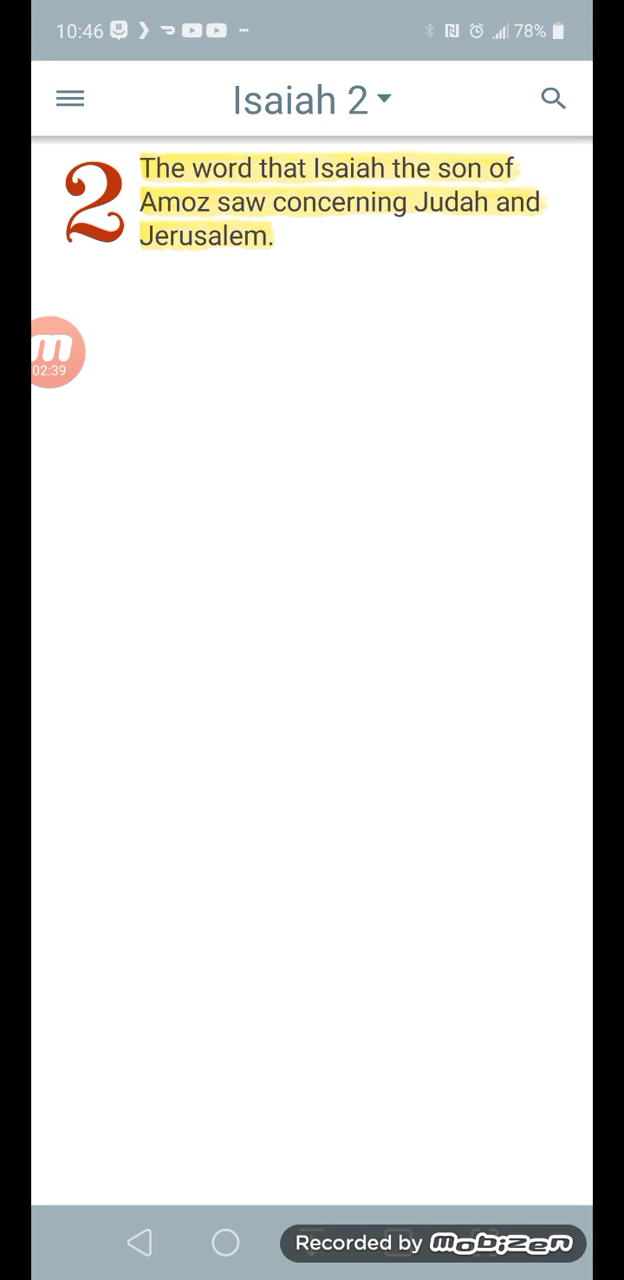 10:46 78%
Isaiah 2
2 The word that Isaiah the son of
Amoz saw concerning Judah and
Jerusalem.
m
02:39
Recorded by mobizen